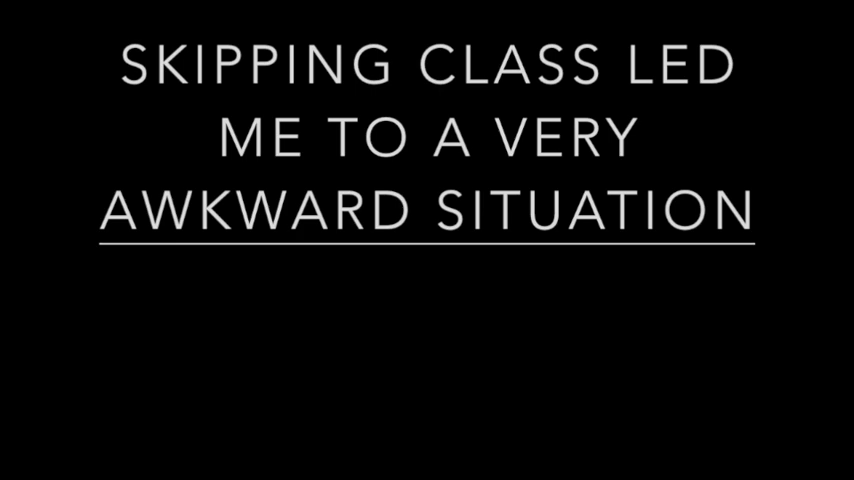 SKIPPING CLASS LED
ME TO A VERY
AWKWARD SITUATION